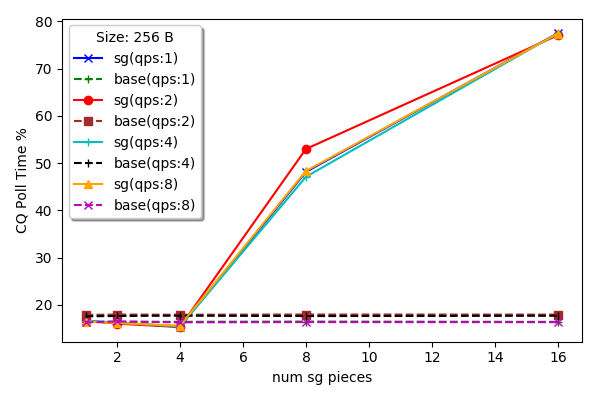 Size: 256 B
sg(qps:1)
base(qps:1)
sg(qps:2)
base(qps:2)
sg(qps:4)
base(qps:4)
sg(qps:8)
base(qps:8)
CQ Poll Time %
80
70
60
50
40
30
20
2 4 6 8 10 12 14 16
num sg pieces